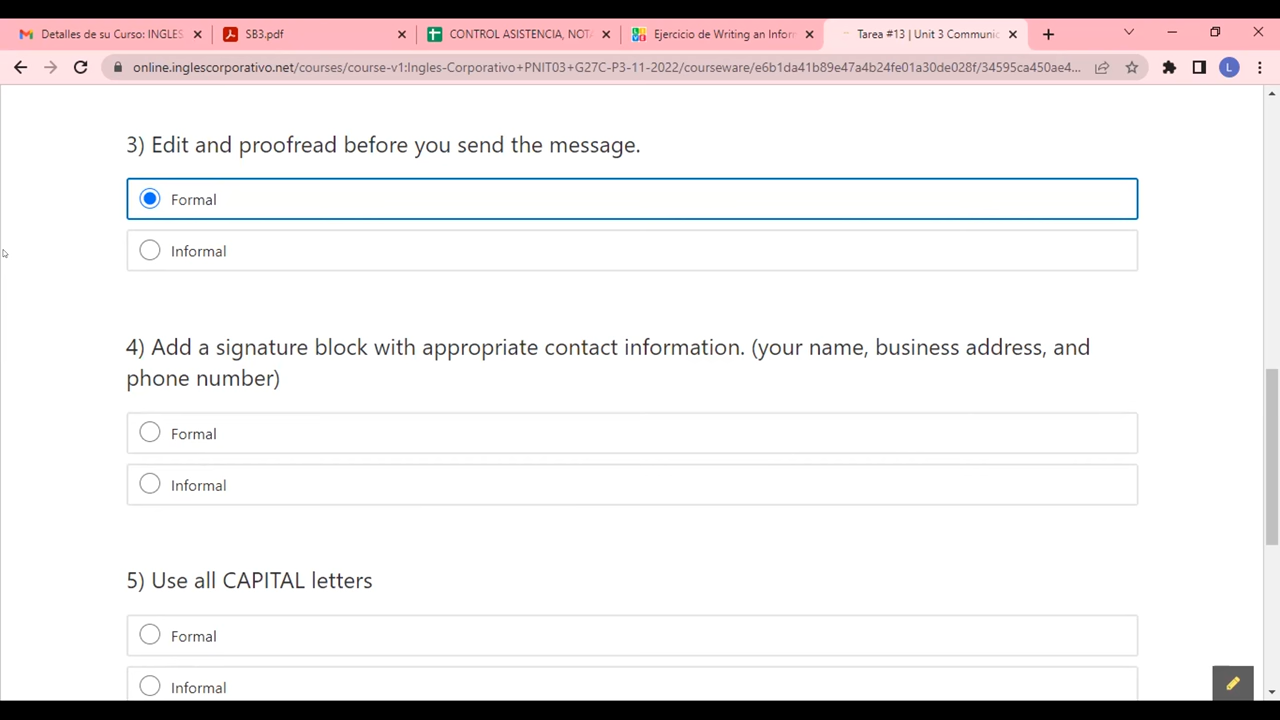 Detalles de su Curso: INGLES
SB3.pdf
CONTROL ASISTENCIA, NOTA
Ejercicio de Writing an Inform
Tarea #13 | Unit 3 Communic
online.inglescorporativo.net/courses/course-v1:Ingles-Corporativo+PNIT03+G27C-P3-11-2022/courseware/e6b1da41b89e47a4b24fe01a30de028f/34595ca450ae4...
L
3) Edit and proofread before you send the message.
Formal
Informal
4) Add a signature block with appropriate contact information. (your name, business address, and
phone number)
Formal
Informal
5) Use all CAPITAL letters
Formal
Informal